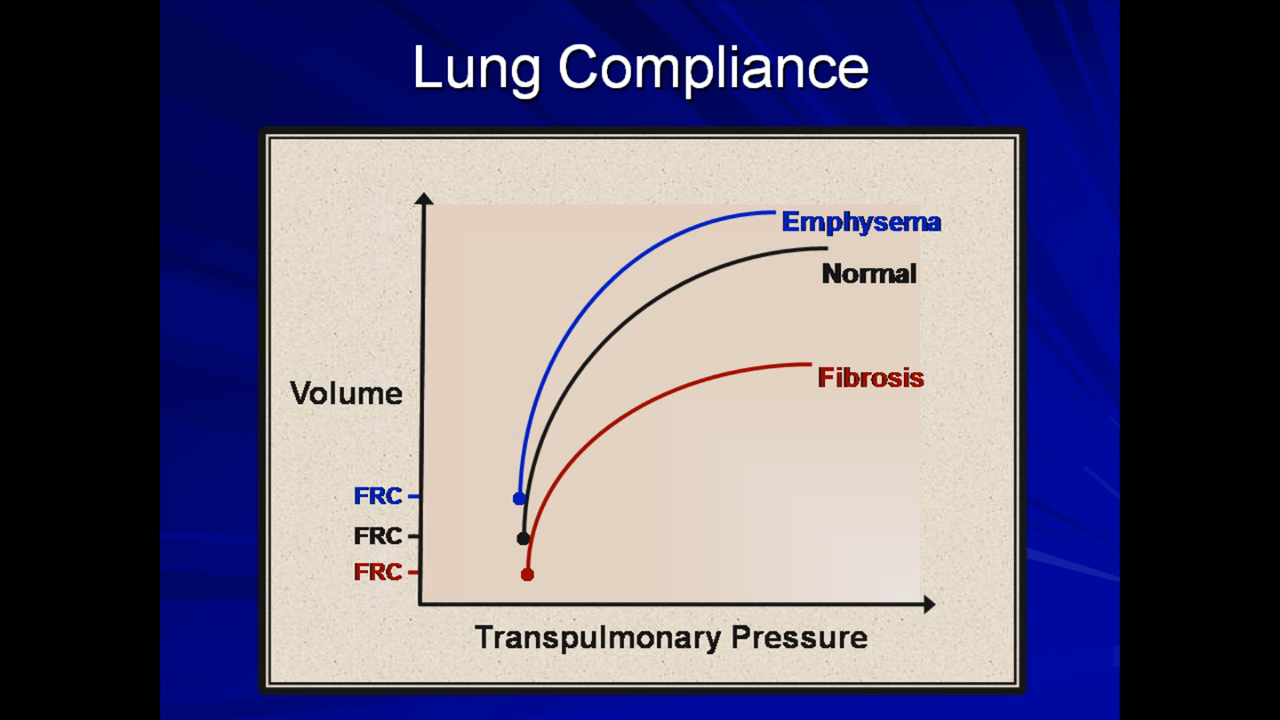 Lung Compliance
Emphysema
Normal
Fibrosis
Volume
FRC
FRC
FRC
Transpulmonary Pressure